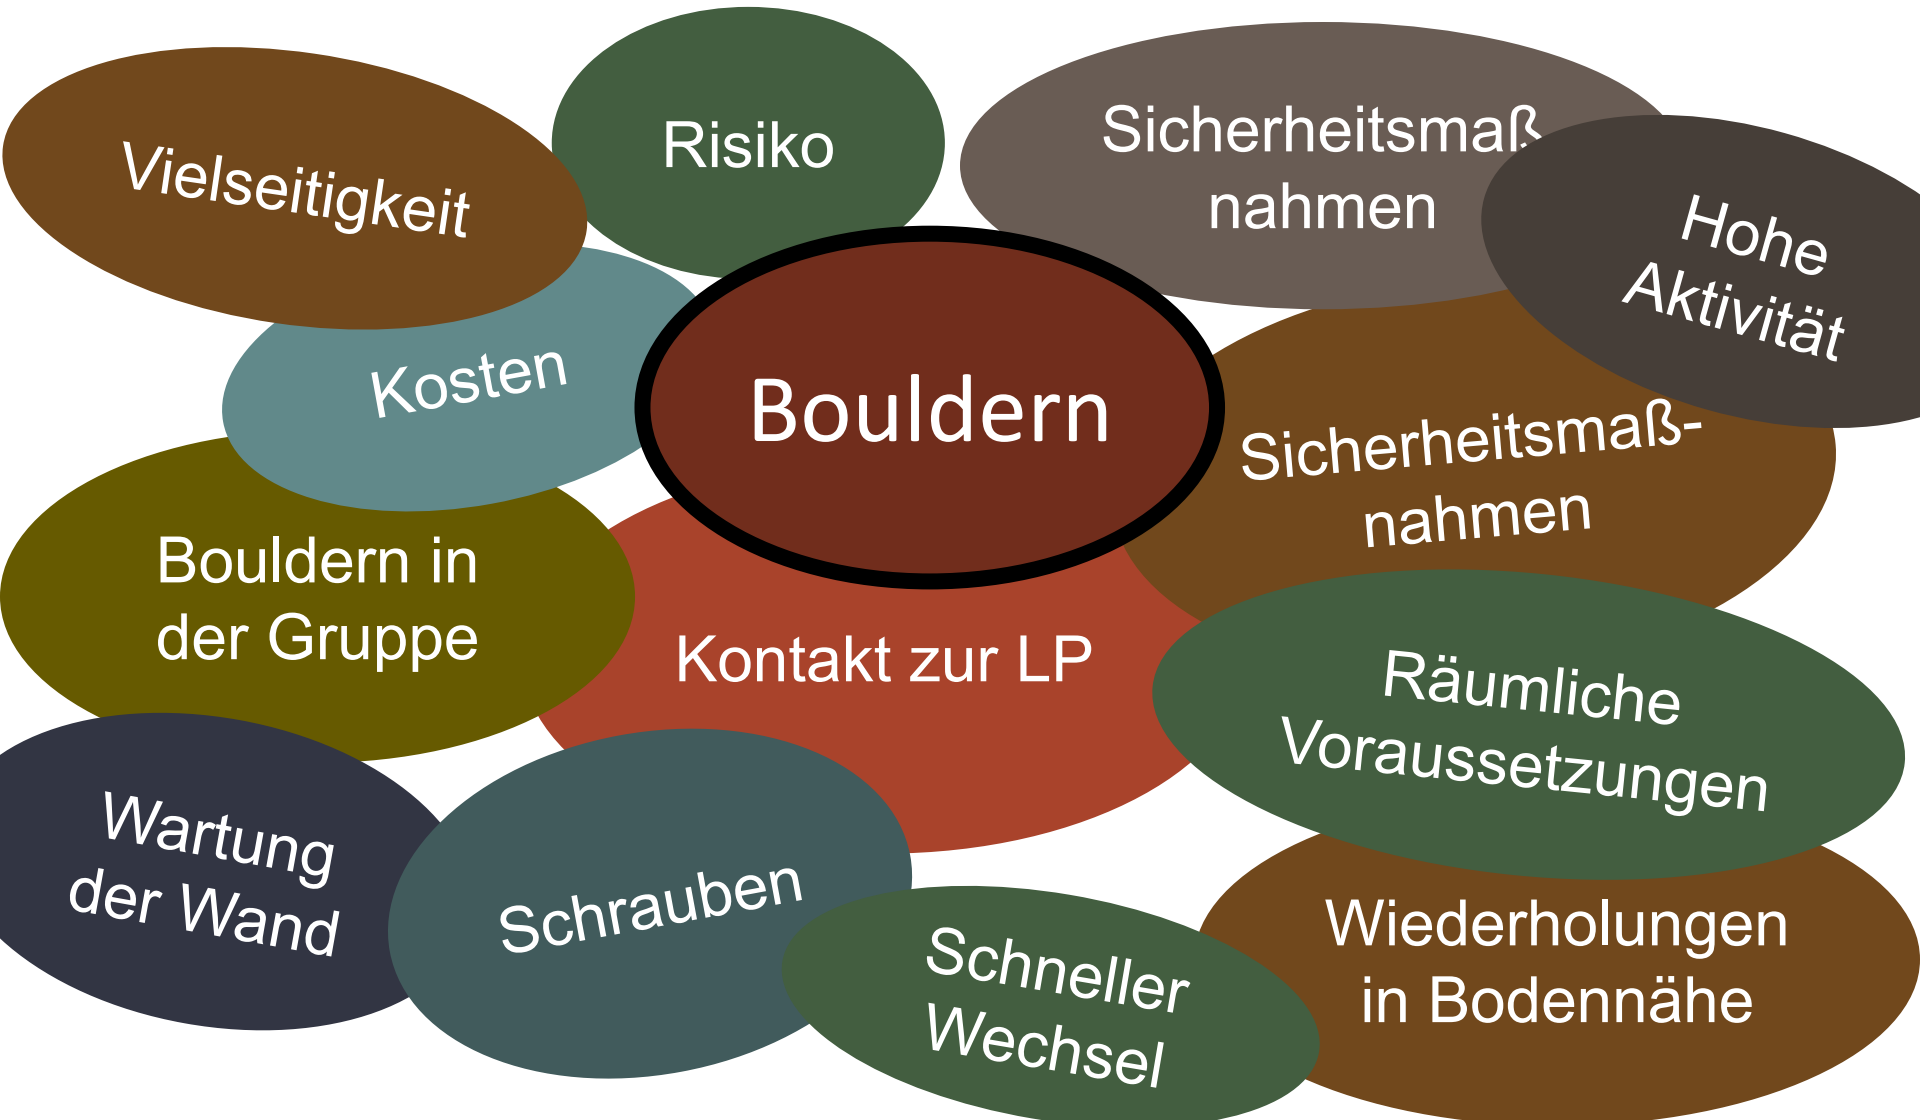 Vielseitigkeit
Risiko
Sicherheitsmaß
nahmen
Hohe
Aktivität
Kosten
Bouldern
Sicherheitsmaß-
nahmen
Bouldern in
der Gruppe
Kontakt zur LP
Räumliche
Voraussetzungen
Wartung
der Wand
Schrauben
Schneller
Wechsel
Wiederholungen
in Bodennähe